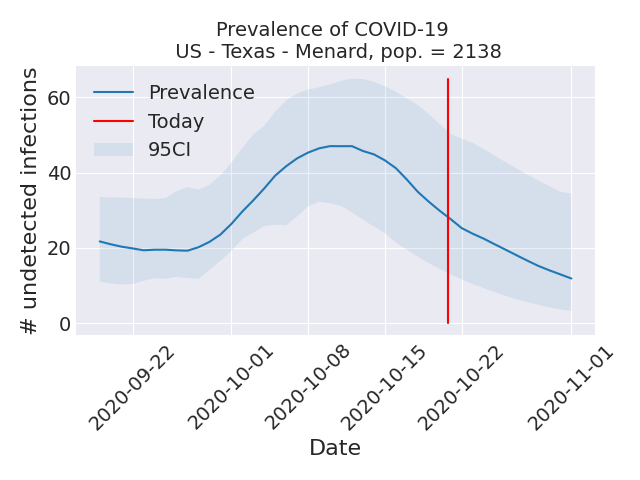 Prevalence of COVID-19
US - Texas - Menard, pop. = 2138
# undetected infections
60
40
20
0
Prevalence
Today
95CI
2020-09-22
2020-10-01
2020-10-08
2020-10-15
2020-10-22
2020-11-01
Date